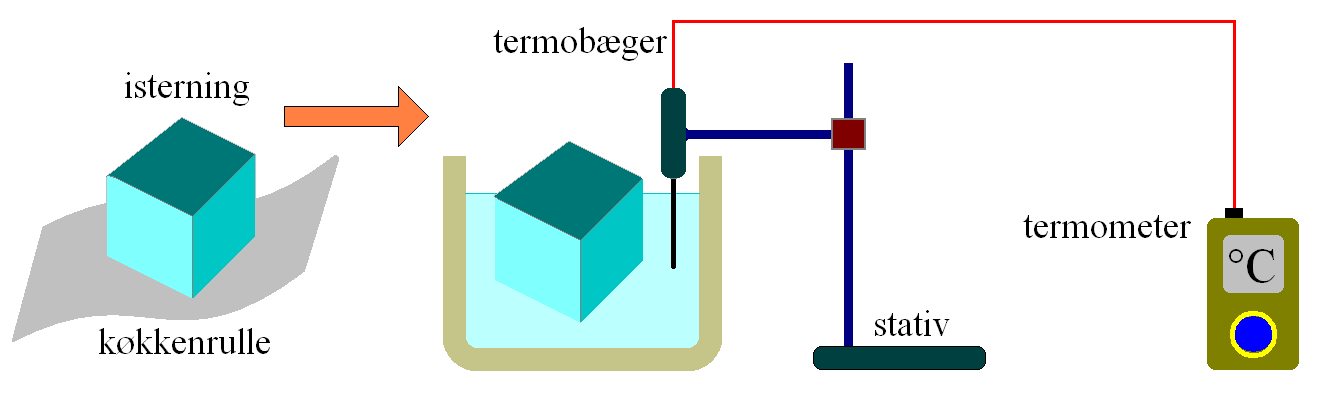 termobæger
isterning
termometer
°C
stativ
køkkenrulle